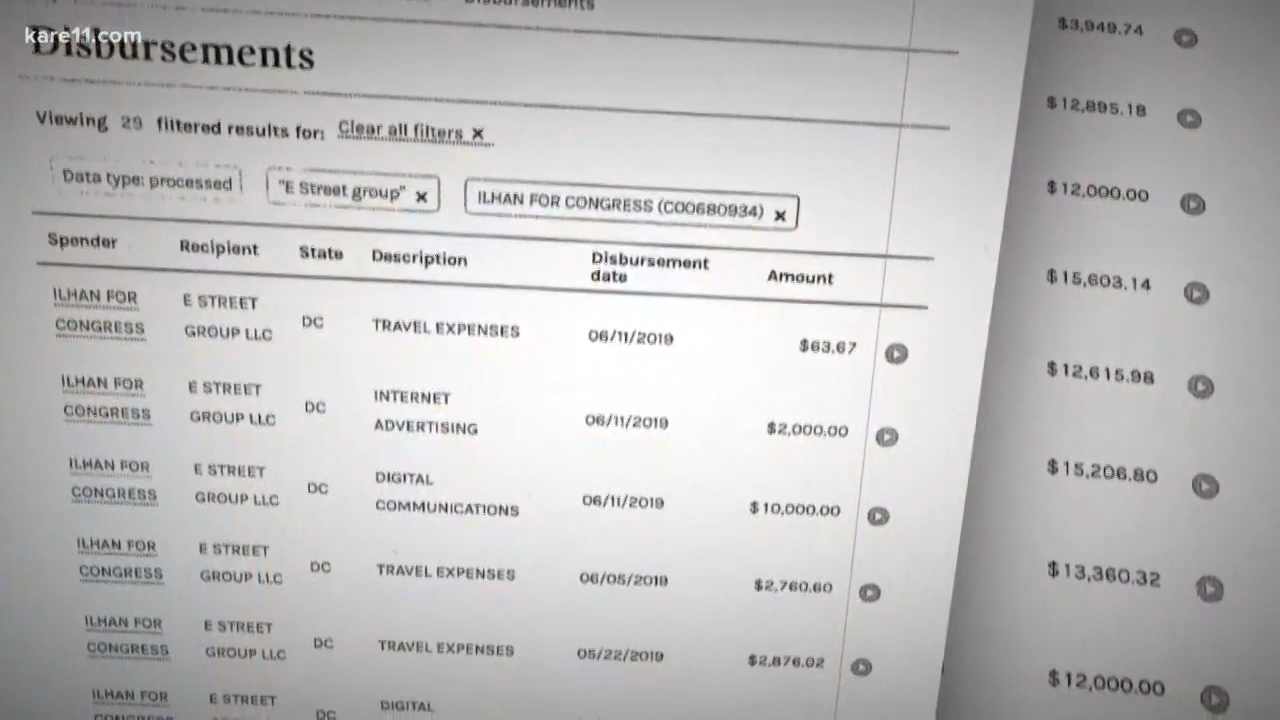 Disbursements
kare11.com
Disbursements
Viewing 29 filtered results for: Clear all filters ×
Data type: processed "E Street group" × ILHAN FOR CONGRESS (C00680934) ×
Spender Recipient State Description Disbursement date Amount
ILHAN FOR CONGRESS E STREET GROUP LLC DC TRAVEL EXPENSES 06/11/2019 $63.67
ILHAN FOR CONGRESS E STREET GROUP LLC DC INTERNET ADVERTISING 06/11/2019 $2,000.00
ILHAN FOR CONGRESS E STREET GROUP LLC DC DIGITAL COMMUNICATIONS 06/11/2019 $10,000.00
ILHAN FOR CONGRESS E STREET GROUP LLC DC TRAVEL EXPENSES 06/05/2019 $2,760.60
ILHAN FOR CONGRESS E STREET GROUP LLC DC TRAVEL EXPENSES 05/22/2019 $2,876.02
ILHAN FOR CONGRESS E STREET DC DIGITAL
$3,949.74
$12,895.18
$12,000.00
$15,603.14
$12,615.98
$15,206.80
$13,360.32
$12,000.00